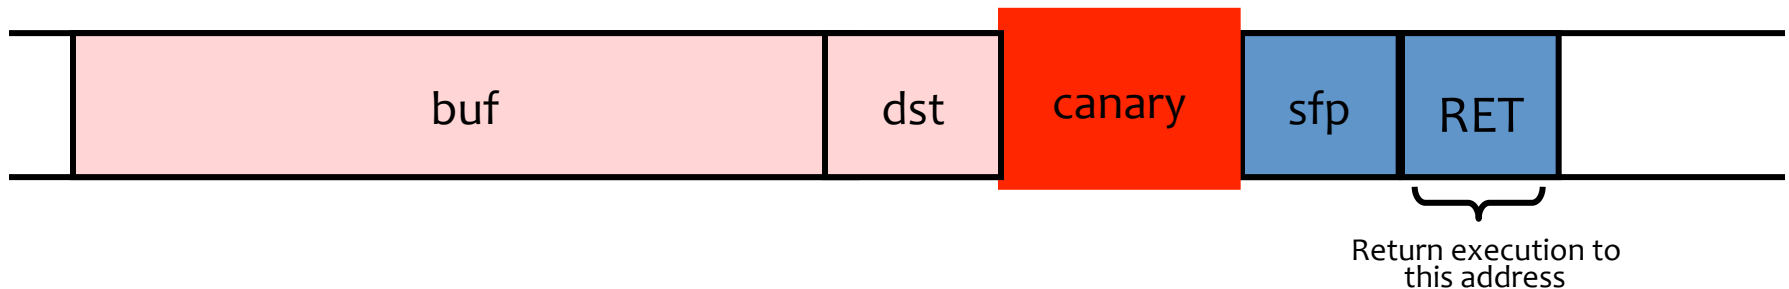 buf
dst
canary
sfp
RET
Return execution to
this address